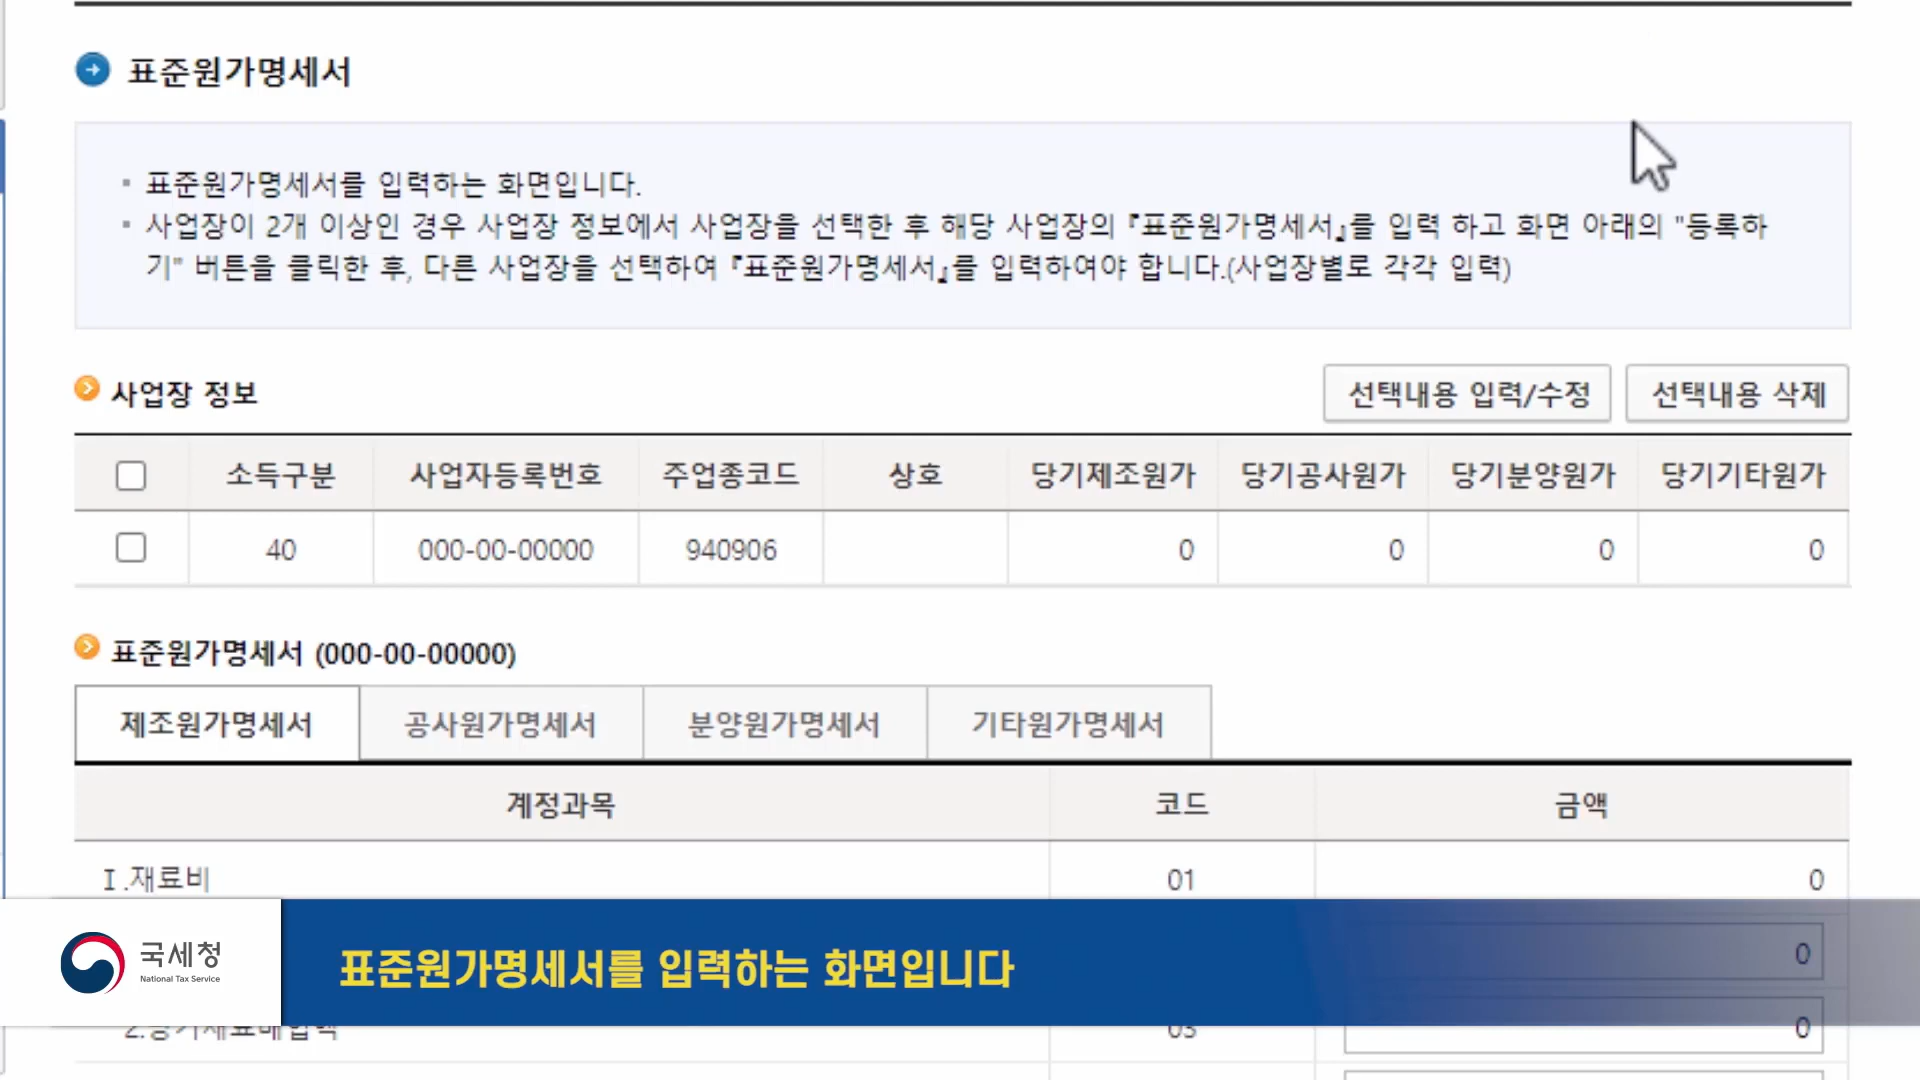 표준원가명세서
표준원가명세서를 입력하는 화면입니다.
사업장이 2개 이상인 경우 사업장 정보에서 사업장을 선택한 후 해당 사업장의 『표준원가명세서』를 입력 하고 화면 아래의 "등록하
기" 버튼을 클릭한 후, 다른 사업장을 선택하여 『표준원가명세서』를 입력하여야 합니다.(사업장별로 각각 입력)
사업장 정보 선택내용 입력/수정 선택내용 삭제
소득구분 사업자등록번호 주업종코드 상호 당기제조원가 당기공사원가 당기분양원가 당기기타원가
40 000-00-00000 940906 0 0 0 0
표준원가명세서 (000-00-00000)
제조원가명세서 공사원가명세서 분양원가명세서 기타원가명세서
계정과목 코드 금액
Ⅰ.재료비 01 0
0
국세청
National Tax Service
표준원가명세서를 입력하는 화면입니다
2.당기재료매입액 03 0